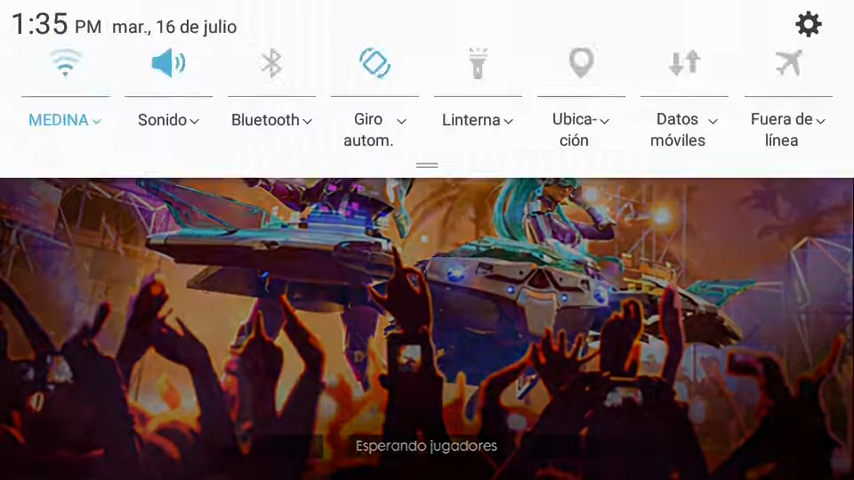 1:35 PM mar., 16 de julio
MEDINA
Sonido
Bluetooth
Giro
autom.
Linterna
Ubica-
ción
Datos
móviles
Fuera de
línea
Esperando jugadores